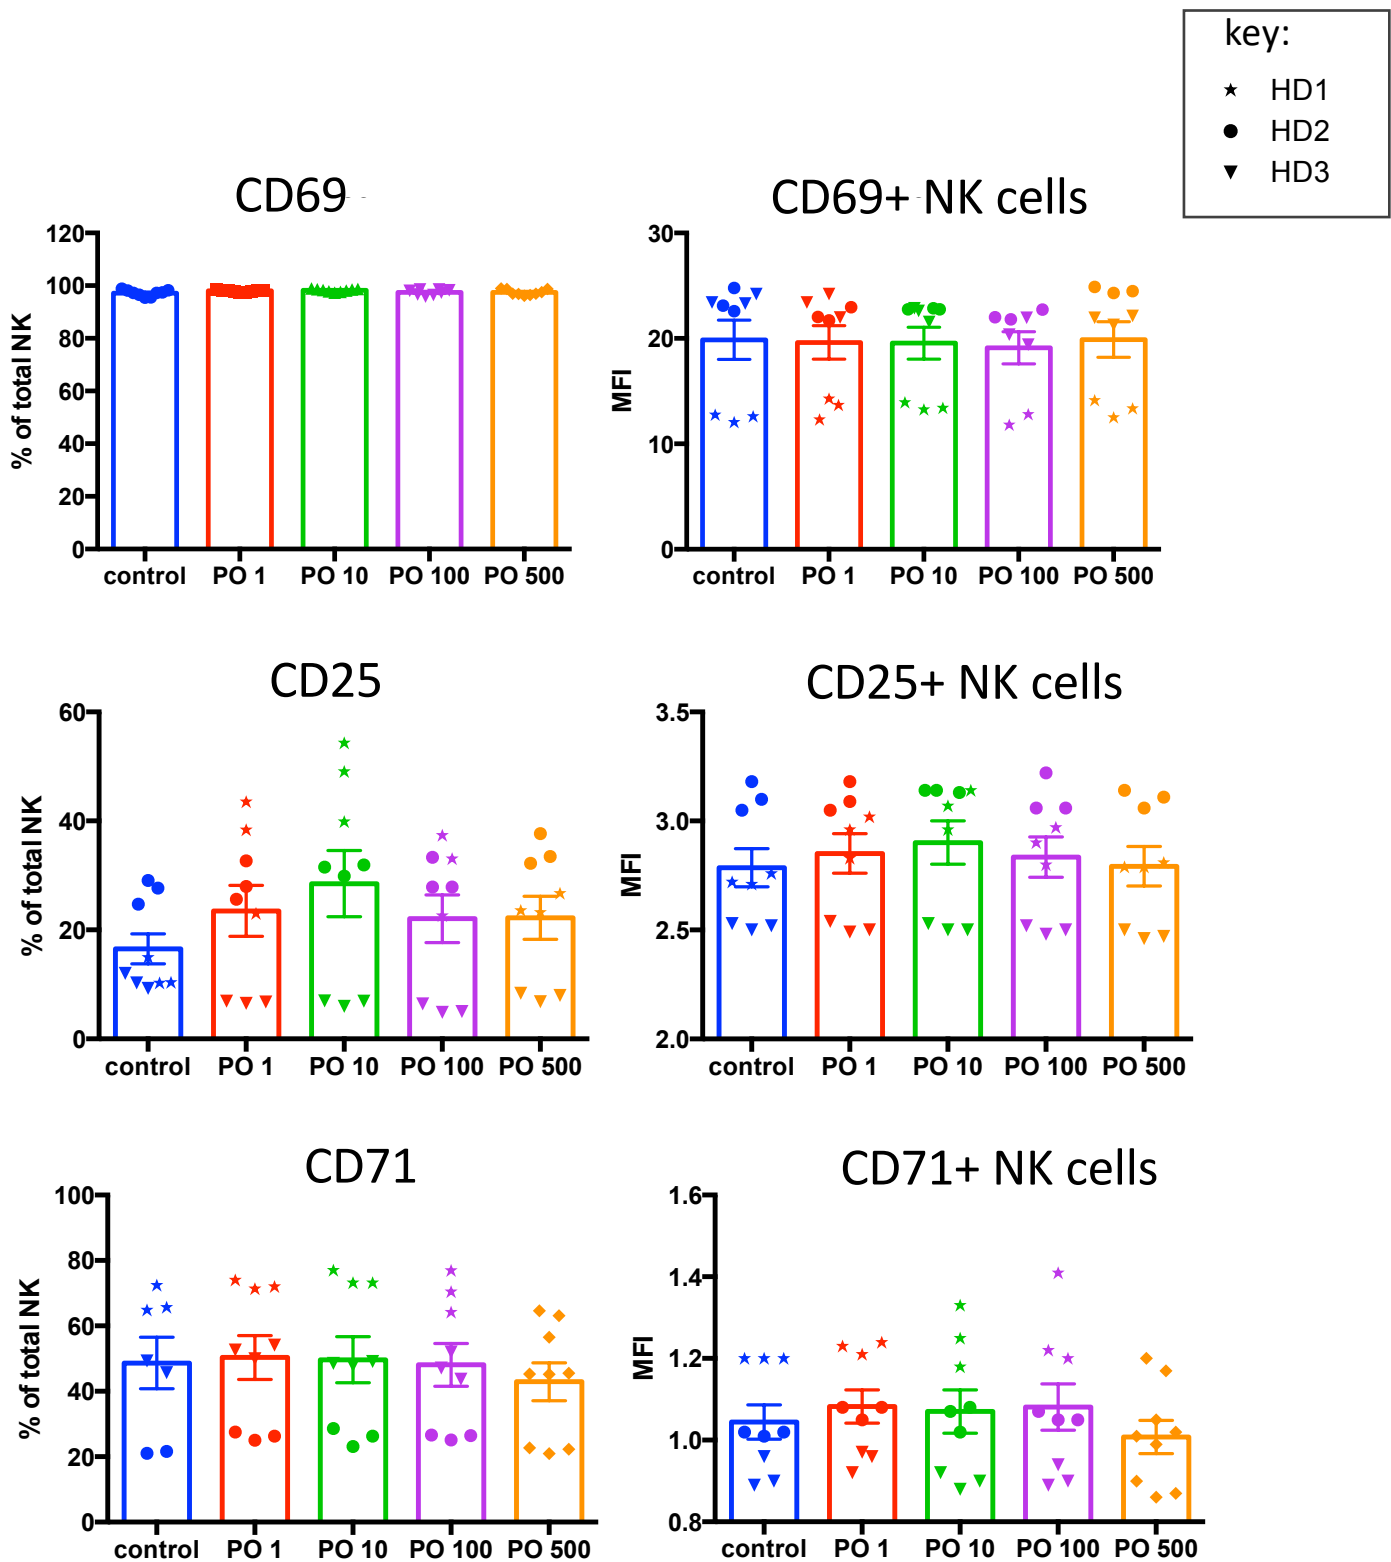 key:
HD1
HD2
HD3
CD69
% of total NK
120
100
80
60
40
20
0
control PO 1 PO 10 PO 100 PO 500
CD69+ NK cells
MFI
30
20
10
0
control PO 1 PO 10 PO 100 PO 500
CD25
% of total NK
60
40
20
0
control PO 1 PO 10 PO 100 PO 500
CD25+ NK cells
MFI
3.5
3.0
2.5
2.0
control PO 1 PO 10 PO 100 PO 500
CD71
% of total NK
100
80
60
40
20
0
control PO 1 PO 10 PO 100 PO 500
CD71+ NK cells
MFI
1.6
1.4
1.2
1.0
0.8
control PO 1 PO 10 PO 100 PO 500